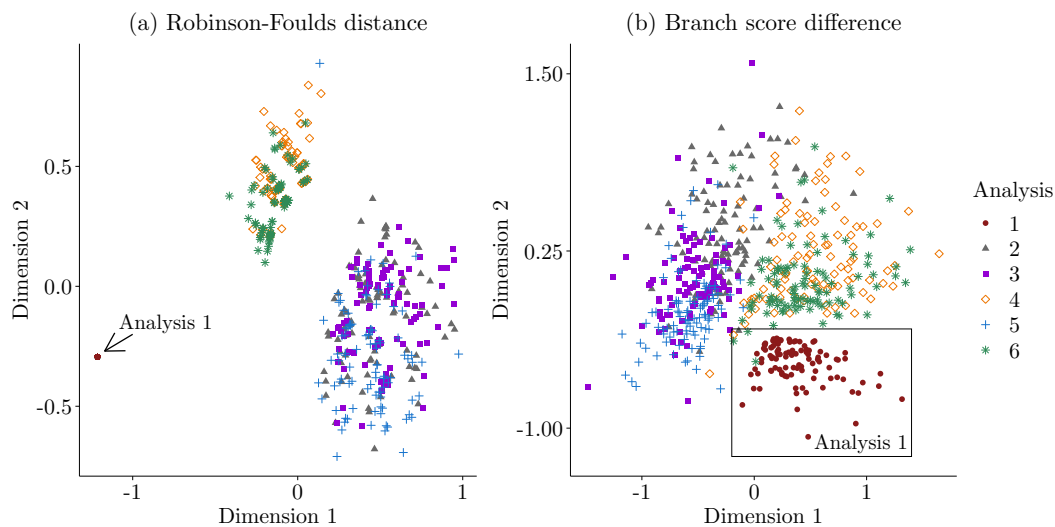 (a) Robinson-Foulds distance
Dimension 2
0.5
0.0
-0.5
Analysis 1
-1
0
1
Dimension 1
(b) Branch score difference
Dimension 2
1.50
0.25
-1.00
Analysis 1
-1
0
1
Dimension 1
Analysis
1
2
3
4
5
6